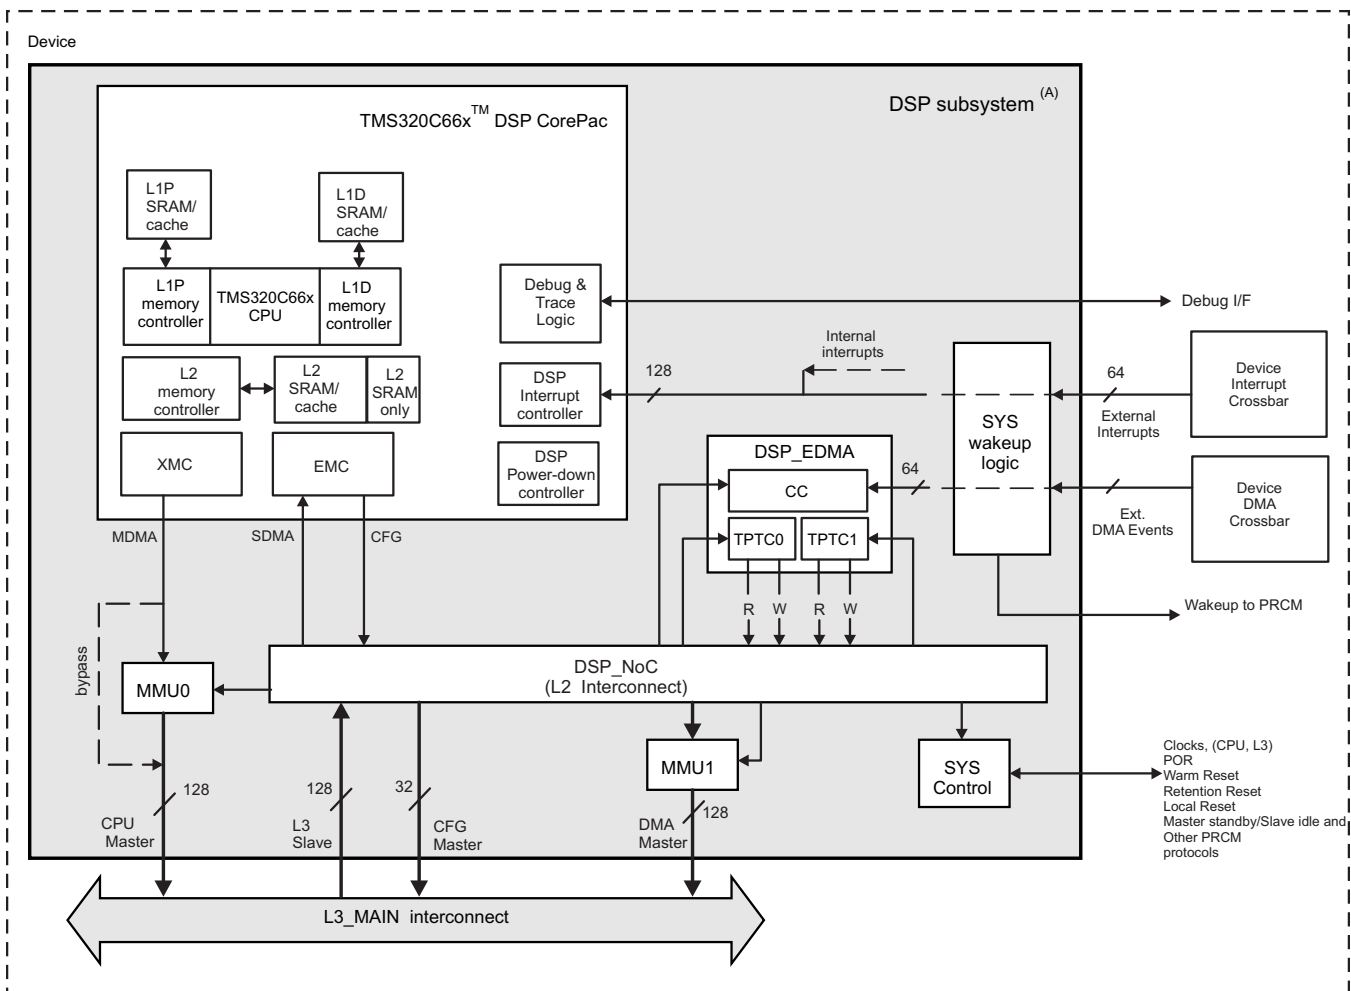 Device
DSP subsystem (A)
TMS320C66x™ DSP CorePac
L1P
SRAM/
cache
L1D
SRAM/
cache
L1P
memory
controller
TMS320C66x
CPU
L1D
memory
controller
L2
memory
controller
L2
SRAM/
cache
L2
SRAM
only
XMC
EMC
Debug &
Trace
Logic
DSP
Interrupt
controller
DSP
Power-down
controller
Debug I/F
Internal
interrupts
128
64
External
Interrupts
Device
Interrupt
Crossbar
SYS
wakeup
logic
DSP_EDMA
CC
64
TPTC0
TPTC1
Ext.
DMA Events
Device
DMA
Crossbar
MDMA
SDMA
CFG
R
W
R
W
Wakeup to PRCM
bypass
MMU0
DSP_NoC
(L2 Interconnect)
MMU1
SYS
Control
Clocks, (CPU, L3)
POR
Warm Reset
Retention Reset
Local Reset
Master standby/Slave idle and
Other PRCM
protocols
128
CPU
Master
128
L3
Slave
32
CFG
Master
128
DMA
Master
L3_MAIN interconnect